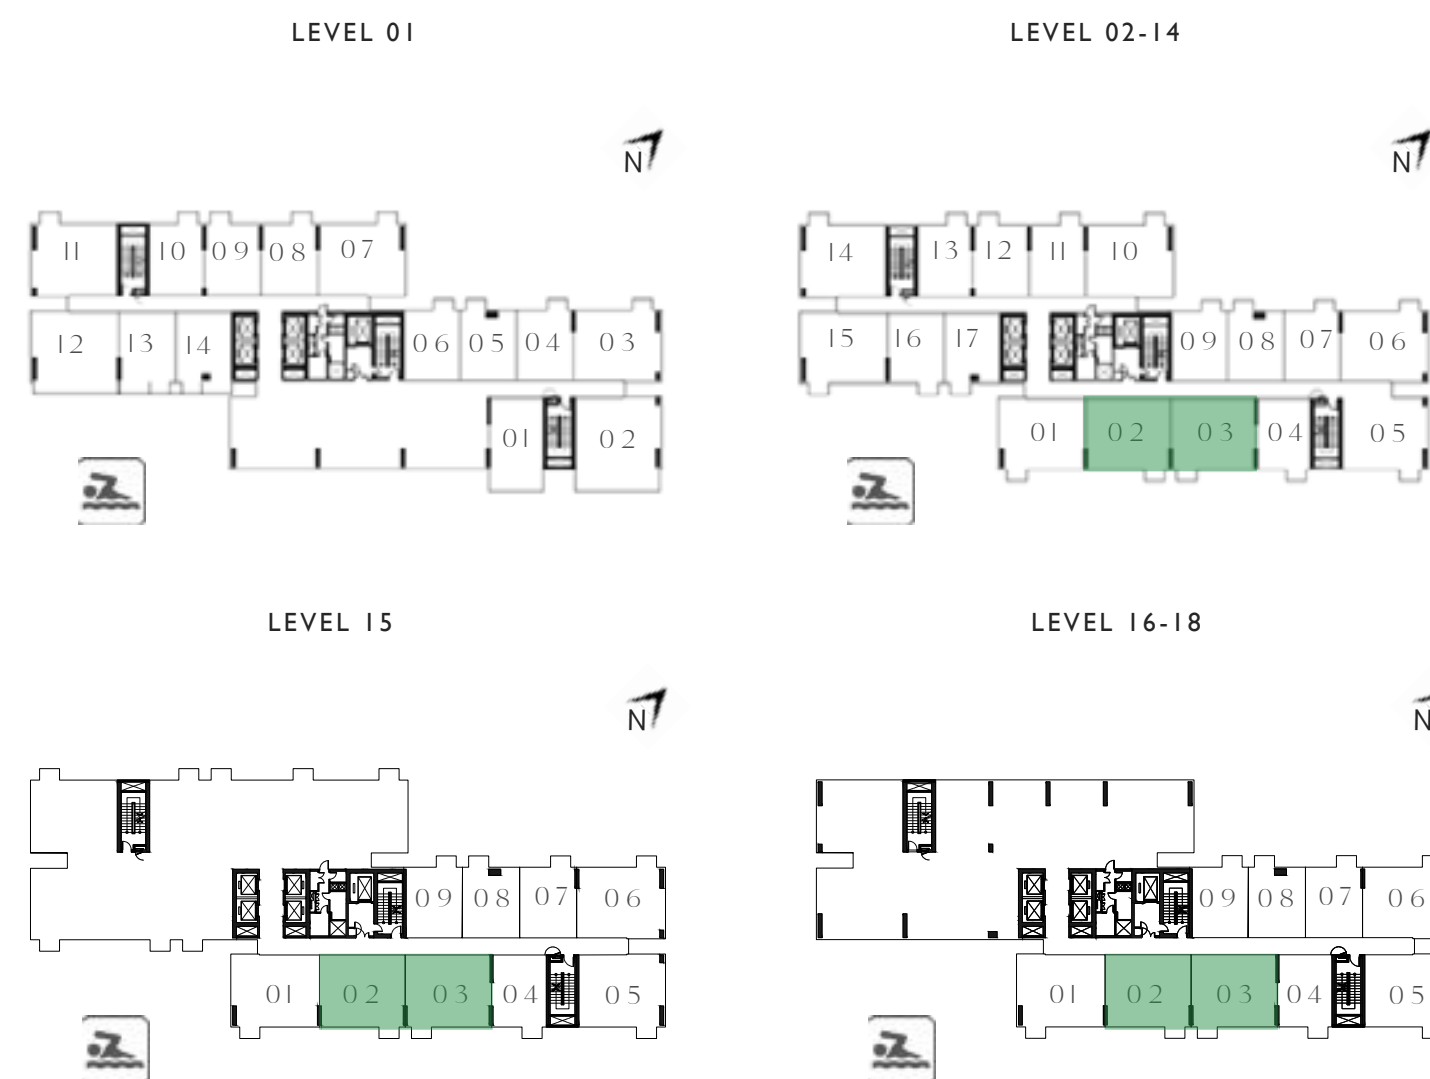 LEVEL 01
N
11 10 09 08 07
12 13 14 06 05 04 03
01 02
LEVEL 02-14
N
14 13 12 11 10
15 16 17 09 08 07 06
01 02 03 04 05
LEVEL 15
N
09 08 07 06
01 02 03 04 05
LEVEL 16-18
N
09 08 07 06
01 02 03 04 05